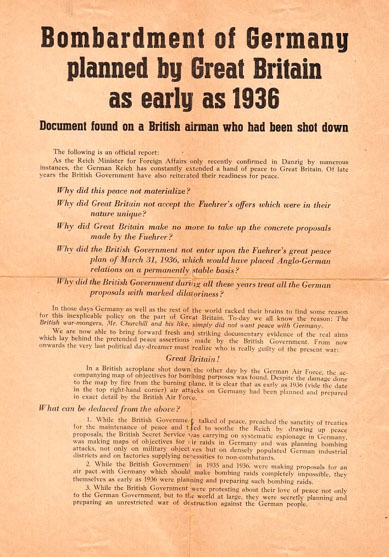 Bombardment of Germany
planned by Great Britain
as early as 1936
Document found on a British airman who had been shot down
The following is an official report:
As the Reich Minister for Foreign Affairs only recently confirmed in Danzig by numerous
instances, the German Reich has constantly extended a hand of peace to Great Britain. Of late
years the British Government have also reiterated their readiness for peace.
Why did this peace not materialize?
Why did Great Britain not accept the Fuehrer's offers which were in their
nature unique?
Why did Great Britain make no move to take up the concrete proposals
made by the Fuehrer?
Why did the British Government not enter upon the Fuehrer's great peace
plan of March 31, 1936, which would have placed Anglo-German
relations on a permanently stable basis?
Why did the British Government during all these years treat all the German
proposals with marked dilatoriness?
In those days Germany as well as the rest of the world racked their brains to find some reason
for this inexplicable policy on the part of Great Britain. To-day we all know the reason: The
British war-mongers, Mr. Churchill and his like, simply did not want peace with Germany.
We are now able to bring forward fresh and striking documentary evidence of the real aims
which lay behind the pretended peace assertions made by the British Government. From now
onwards the very last political day-dreamer must realize who is really guilty of the present war:
Great Britain!
In a British aeroplane shot down the other day by the German Air Force, the ac-
companying map of objectives for bombing purposes was found. Despite the damage done
to the map by fire from the burning plane, it is clear that as early as 1936 (vide the date
in the top right-hand corner) air attacks on Germany had been planned and prepared
in exact detail by the British Air Force.
What can be deduced from the above?
1. While the British Government talked of peace, preached the sanctity of treaties
for the maintenance of peace and tried to soothe the Reich by drawing up peace
proposals, the British Secret Service was carrying on systematic espionage in Germany,
was making maps of objectives for air raids in Germany and was planning bombing
attacks, not only on military objectives but on densely populated German industrial
districts and on factories supplying necessities to non-combatants.
2. While the British Government in 1935 and 1936 were making proposals for an
air pact with Germany which should make bombing raids completely impossible, they
themselves as early as 1936 were planning and preparing such bombing raids.
3. While the British Government were protesting about their love of peace not only
to the German Government, but to the world at large, they were secretly planning and
preparing an unrestricted war of destruction against the German people.